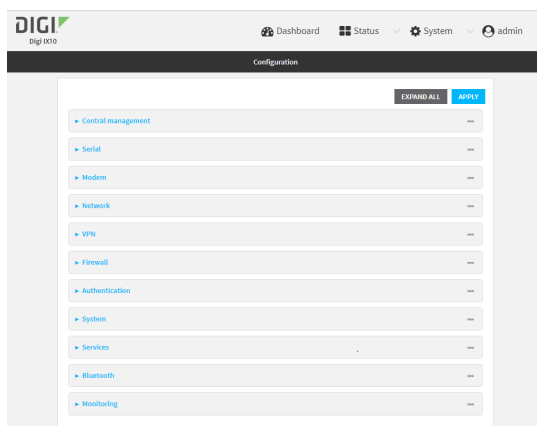 DIGI
Digi IX10
Dashboard Status System admin
Configuration
EXPAND ALL APPLY
Central management
Serial
Modem
Network
VPN
Firewall
Authentication
System
Services
Bluetooth
Monitoring